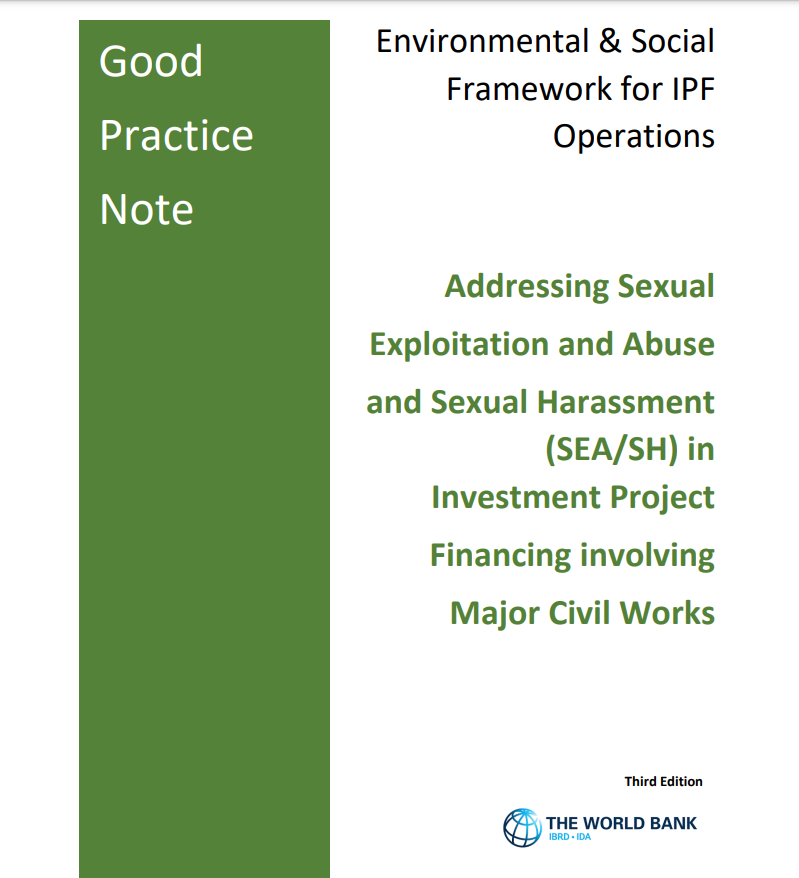 Good
Practice
Note
Environmental & Social
Framework for IPF
Operations
Addressing Sexual
Exploitation and Abuse
and Sexual Harassment
(SEA/SH) in
Investment Project
Financing involving
Major Civil Works
Third Edition
THE WORLD BANK
IBRD • IDA